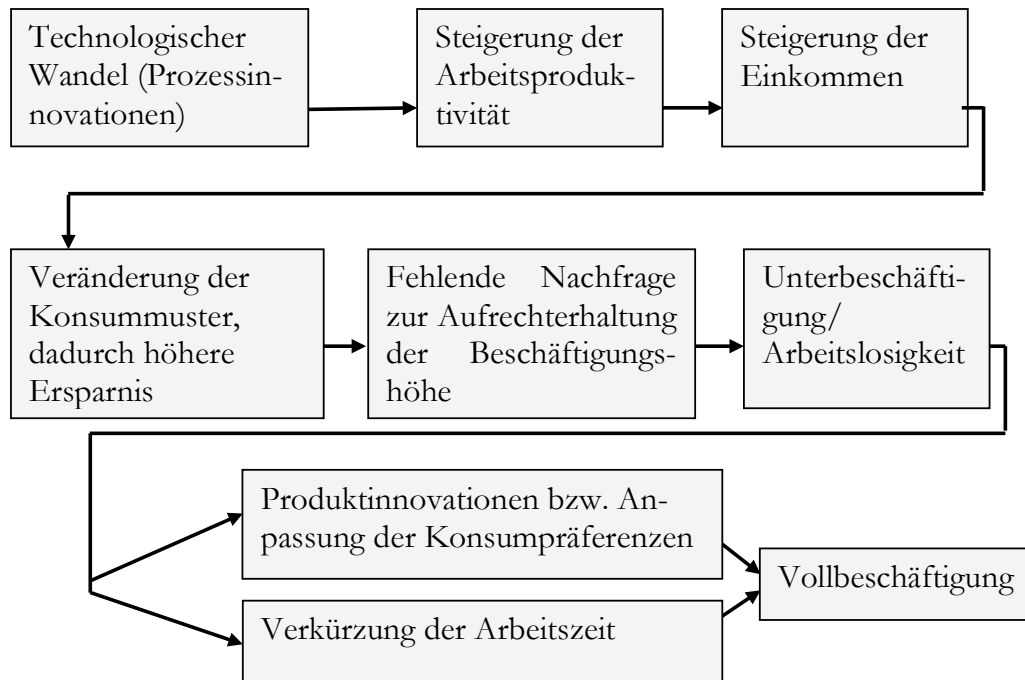 Technologischer
Wandel (Prozessin-
novationen)
Steigerung der
Arbeitsproduk-
tivität
Steigerung der
Einkommen
Veränderung der
Konsummuster,
dadurch höhere
Ersparnis
Fehlende Nachfrage
zur Aufrechterhaltung
der Beschäftigungs-
höhe
Unterbeschäfti-
gung/
Arbeitslosigkeit
Produktinnovationen bzw. An-
passung der Konsumpräferenzen
Verkürzung der Arbeitszeit
Vollbeschäftigung